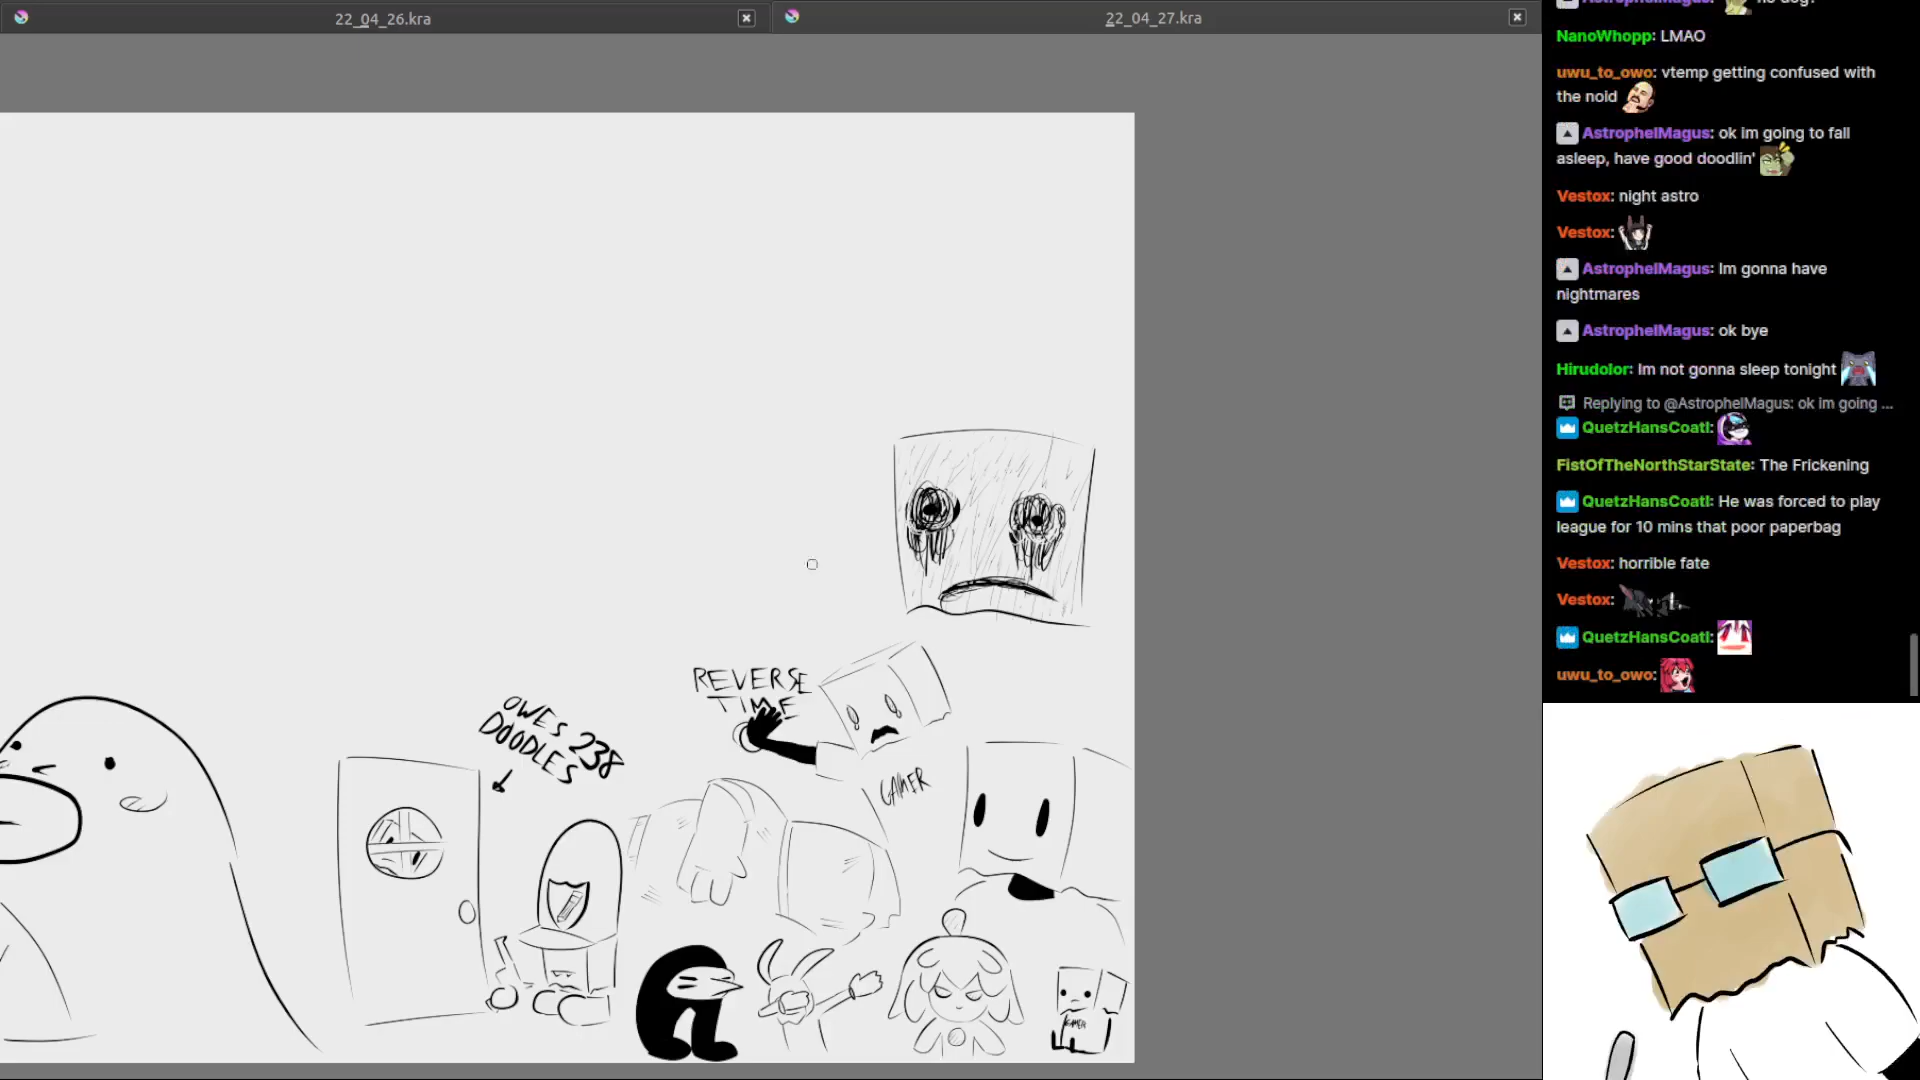 22_04_26.kra
22_04_27.kra
NanoWhopp: LMAO
uwu_to_owo: vtemp getting confused with
the noid
AstrophelMagus: ok im going to fall
asleep, have good doodlin'
Vestox: night astro
Vestox:
AstrophelMagus: Im gonna have
nightmares
AstrophelMagus: ok bye
Hirudolor: Im not gonna sleep tonight
Replying to @AstrophelMagus: ok im going ...
QuetzHansCoatl:
FistOfTheNorthStarState: The Frickening
QuetzHansCoatl: He was forced to play
league for 10 mins that poor paperbag
Vestox: horrible fate
Vestox:
QuetzHansCoatl:
uwu_to_owo:
REVERSE
TIME
OWES 238
DOODLES
GAMER
GAMER